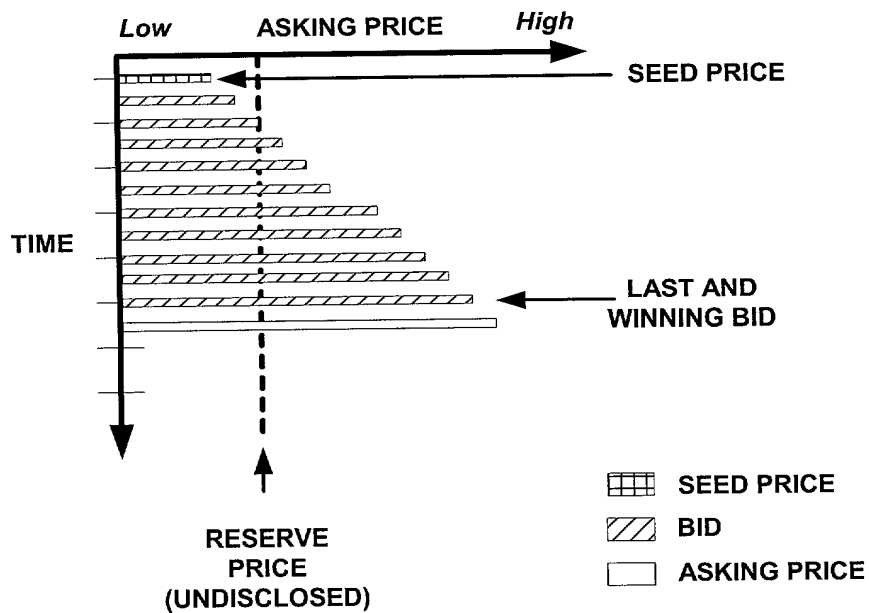 Low ASKING PRICE High
SEED PRICE
TIME
LAST AND
WINNING BID
RESERVE
PRICE
(UNDISCLOSED)
SEED PRICE
BID
ASKING PRICE